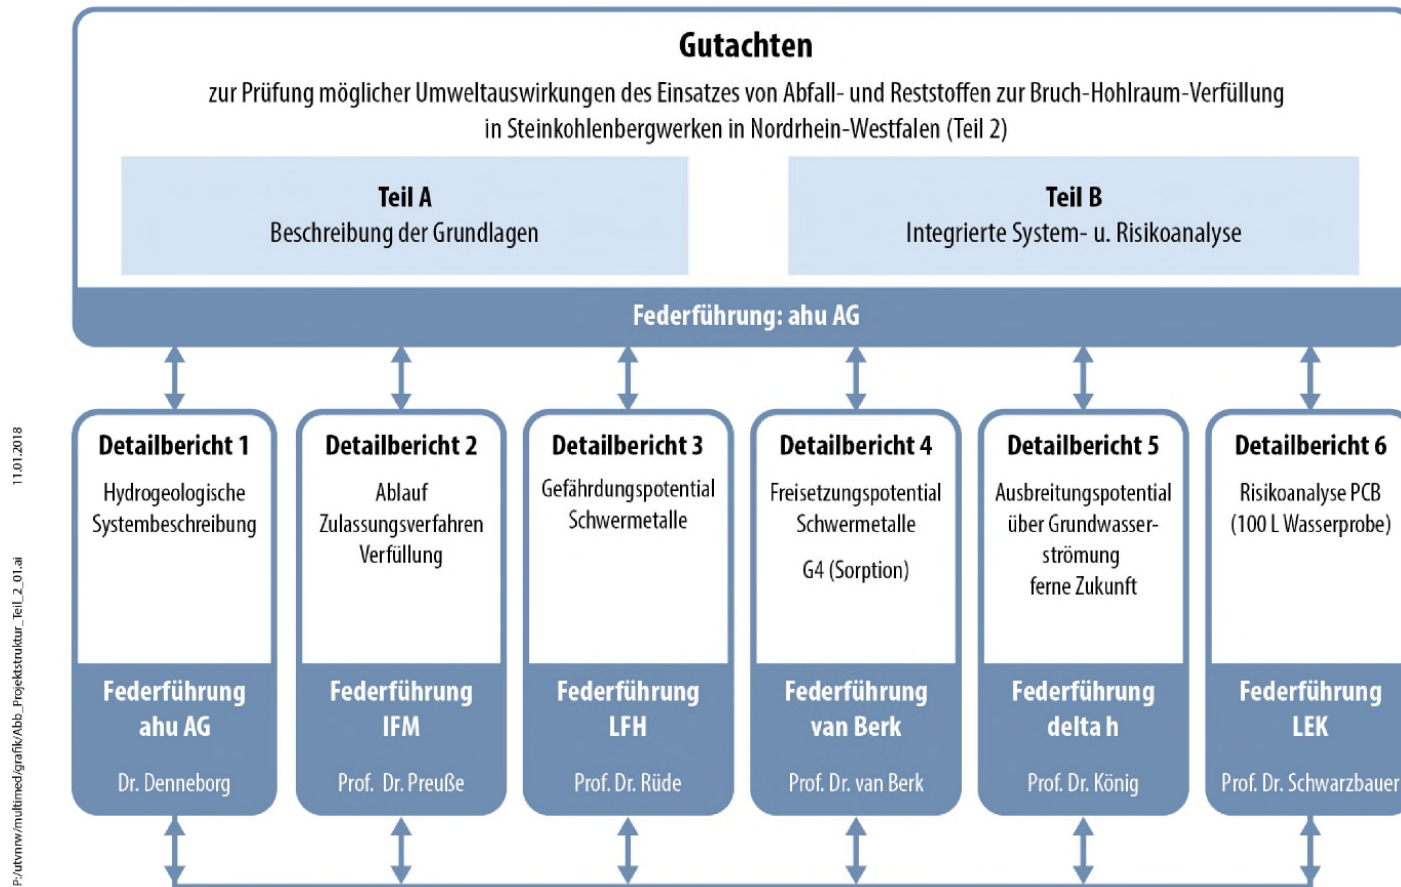 Gutachten
zur Prüfung möglicher Umweltauswirkungen des Einsatzes von Abfall- und Reststoffen zur Bruch-Hohlraum-Verfüllung
in Steinkohlenbergwerken in Nordrhein-Westfalen (Teil 2)
Teil A
Beschreibung der Grundlagen
Teil B
Integrierte System- u. Risikoanalyse
Federführung: ahu AG
Detailbericht 1
Hydrogeologische
Systembeschreibung
Federführung
ahu AG
Dr. Denneborg
Detailbericht 2
Ablauf
Zulassungsverfahren
Verfüllung
Federführung
IFM
Prof. Dr. Preuße
Detailbericht 3
Gefährdungspotential
Schwermetalle
Federführung
LFH
Prof. Dr. Rüde
Detailbericht 4
Freisetzungspotential
Schwermetalle
G4 (Sorption)
Federführung
van Berk
Prof. Dr. van Berk
Detailbericht 5
Ausbreitungspotential
über Grundwasser-
strömung
ferne Zukunft
Federführung
delta h
Prof. Dr. König
Detailbericht 6
Risikoanalyse PCB
(100 L Wasserprobe)
Federführung
LEK
Prof. Dr. Schwarzbauer
P:/utvnrw/multimed/grafik/Abb_Projektstruktur_Teil_2_01.ai 11.01.2018